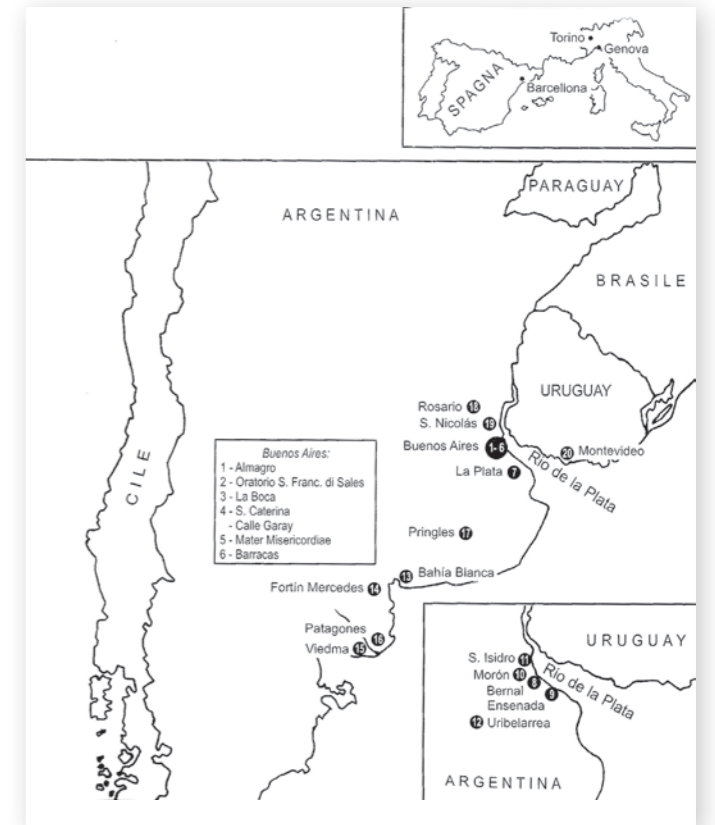 Torino
Genova
SPAGNA
Barcellona
PARAGUAY
ARGENTINA
BRASILE
URUGUAY
CILE
Rosario 18
S. Nicolás 19
Buenos Aires 1-6
20 Montevideo
La Plata 7
Rio de la Plata
Buenos Aires:
1 - Almagro
2 - Oratorio S. Franc. di Sales
3 - La Boca
4 - S. Caterina
- Calle Garay
5 - Mater Misericordiae
6 - Barracas
Pringles 17
13 Bahía Blanca
Fortín Mercedes 14
Patagones 16
Viedma 15
URUGUAY
S. Isidro 11
Morón 10
8
Bernal 9
Ensenada
Rio de la Plata
12 Uribelarrea
ARGENTINA